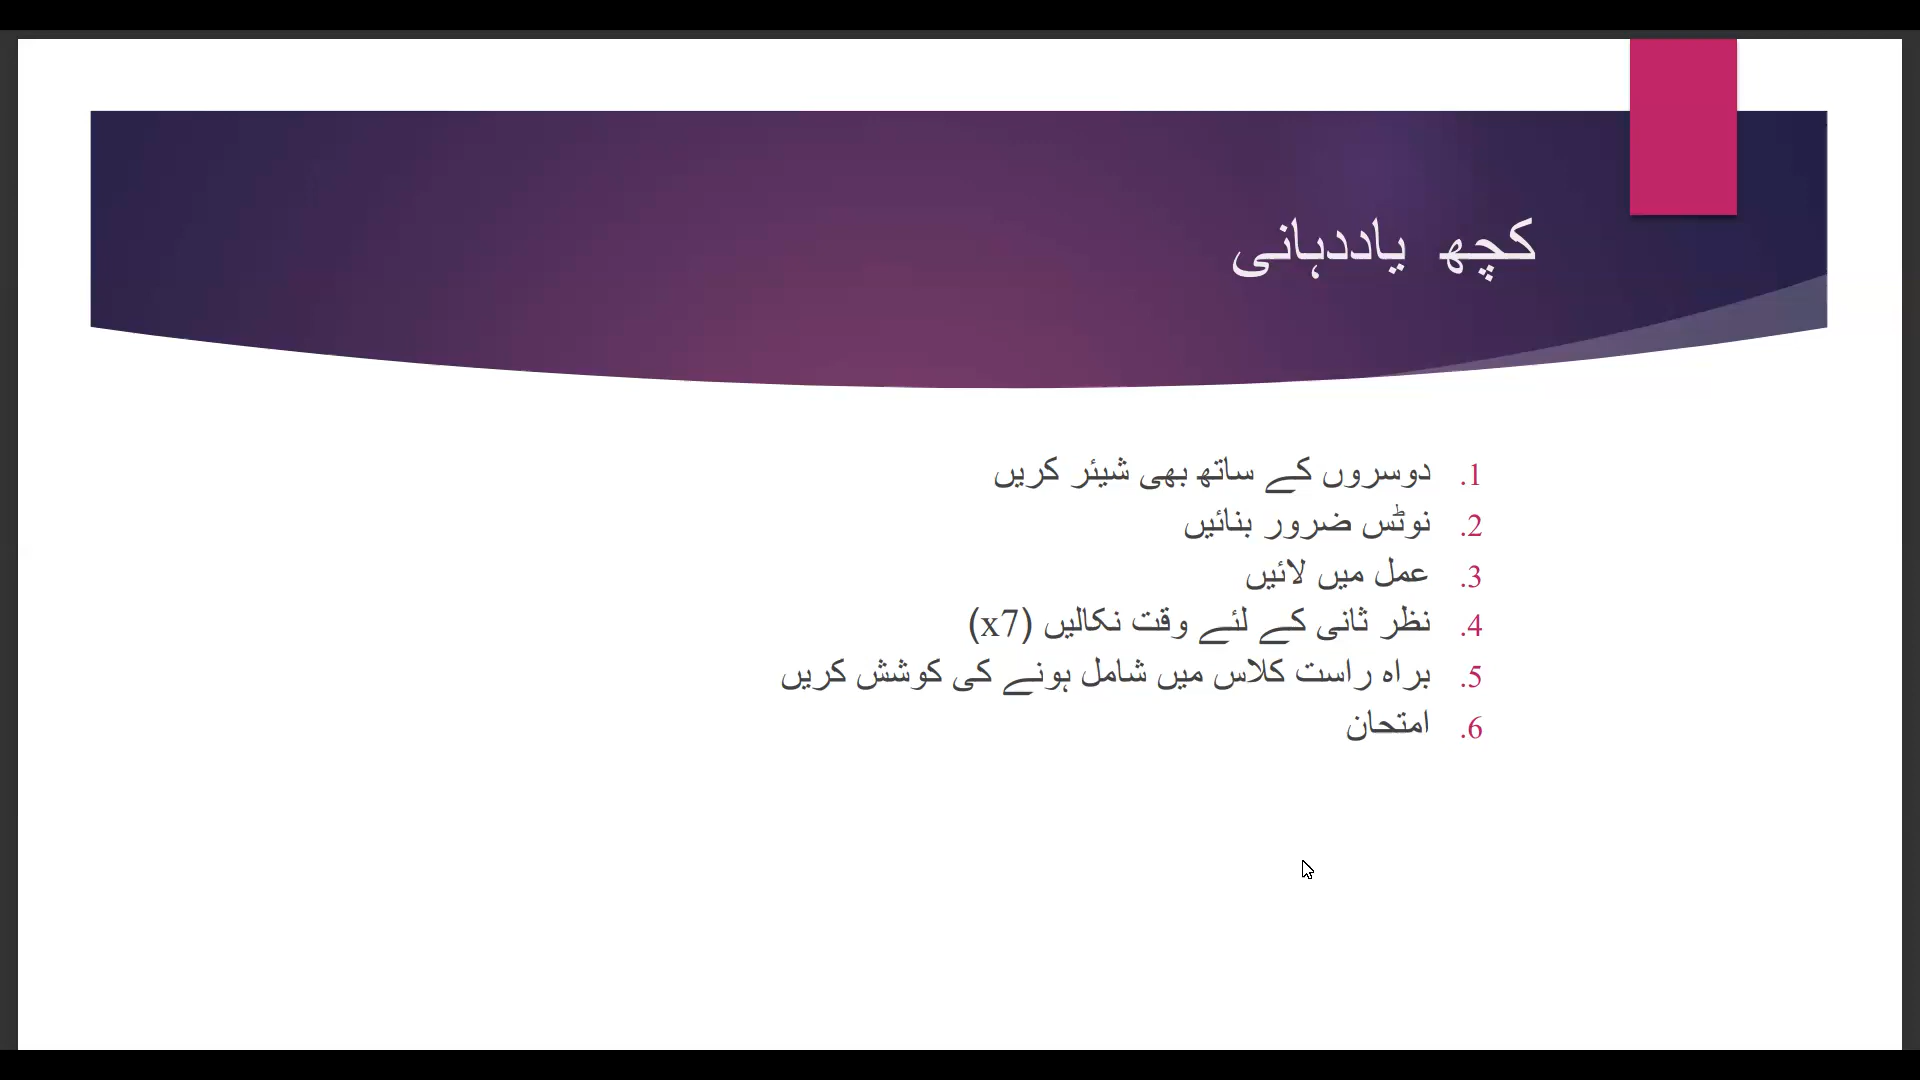 کچھ یاددہانی
1. دوسروں کے ساتھ بھی شیئر کریں
2. نوٹس ضرور بنائیں
3. عمل میں لائیں
4. نظر ثانی کے لئے وقت نکالیں (x7)
5. براہ راست کلاس میں شامل ہونے کی کوشش کریں
6. امتحان